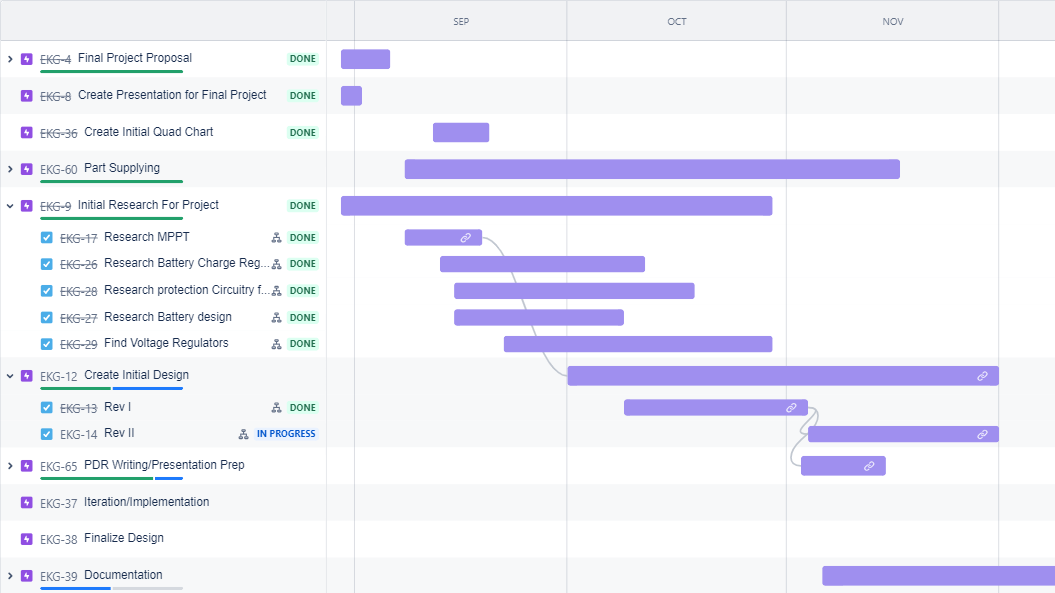 SEP OCT NOV
EKG-4 Final Project Proposal DONE
EKG-8 Create Presentation for Final Project DONE
EKG-36 Create Initial Quad Chart DONE
EKG-60 Part Supplying
EKG-9 Initial Research For Project DONE
EKG-17 Research MPPT DONE
EKG-26 Research Battery Charge Reg... DONE
EKG-28 Research protection Circuitry f... DONE
EKG-27 Research Battery design DONE
EKG-29 Find Voltage Regulators DONE
EKG-12 Create Initial Design
EKG-13 Rev I DONE
EKG-14 Rev II IN PROGRESS
EKG-65 PDR Writing/Presentation Prep
EKG-37 Iteration/Implementation
EKG-38 Finalize Design
EKG-39 Documentation